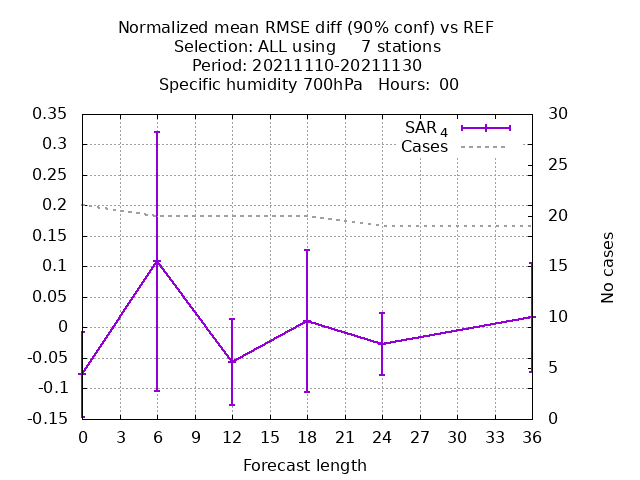 Normalized mean RMSE diff (90% conf) vs REF
Selection: ALL using     7 stations
Period: 20211110-20211130
Specific humidity 700hPa   Hours:  00
0.35
0.3
0.25
0.2
0.15
0.1
0.05
0
-0.05
-0.1
-0.15
SAR 4
Cases
30
25
20
15
10
5
0
No cases
0 3 6 9 12 15 18 21 24 27 30 33 36
Forecast length